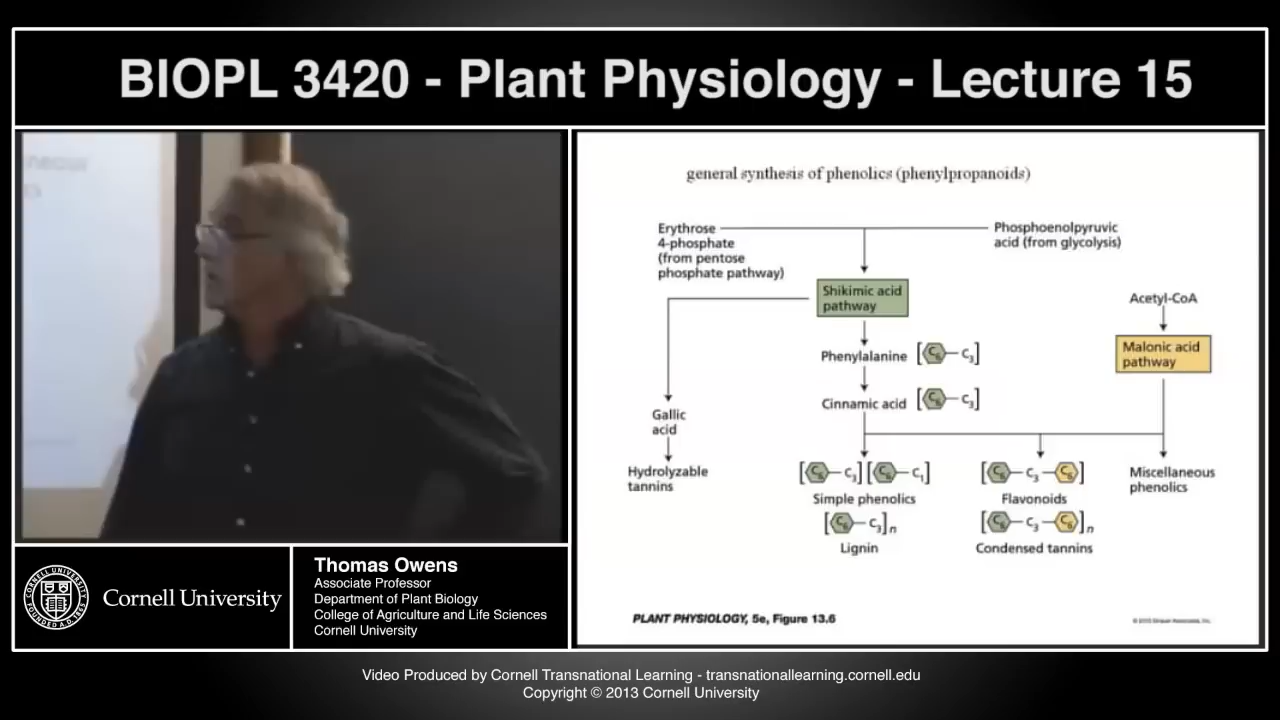 BIOPL 3420 - Plant Physiology - Lecture 15
general synthesis of phenolics (phenylpropanoids)
Erythrose
4-phosphate
(from pentose
phosphate pathway)
Phosphoenolpyruvic
acid (from glycolysis)
Shikimic acid
pathway
Acetyl-CoA
Malonic acid
pathway
Phenylalanine [C6–C3]
Cinnamic acid [C6–C3]
Gallic
acid
Hydrolyzable
tannins
[C6–C3][C6–C1]
Simple phenolics
[C6–C3]n
Lignin
[C6–C3–C6]
Flavonoids
[C6–C3–C6]n
Condensed tannins
Miscellaneous
phenolics
PLANT PHYSIOLOGY, 5e, Figure 13.6
Cornell University
Thomas Owens
Associate Professor
Department of Plant Biology
College of Agriculture and Life Sciences
Cornell University
Video Produced by Cornell Transnational Learning - transnationallearning.cornell.edu
Copyright © 2013 Cornell University